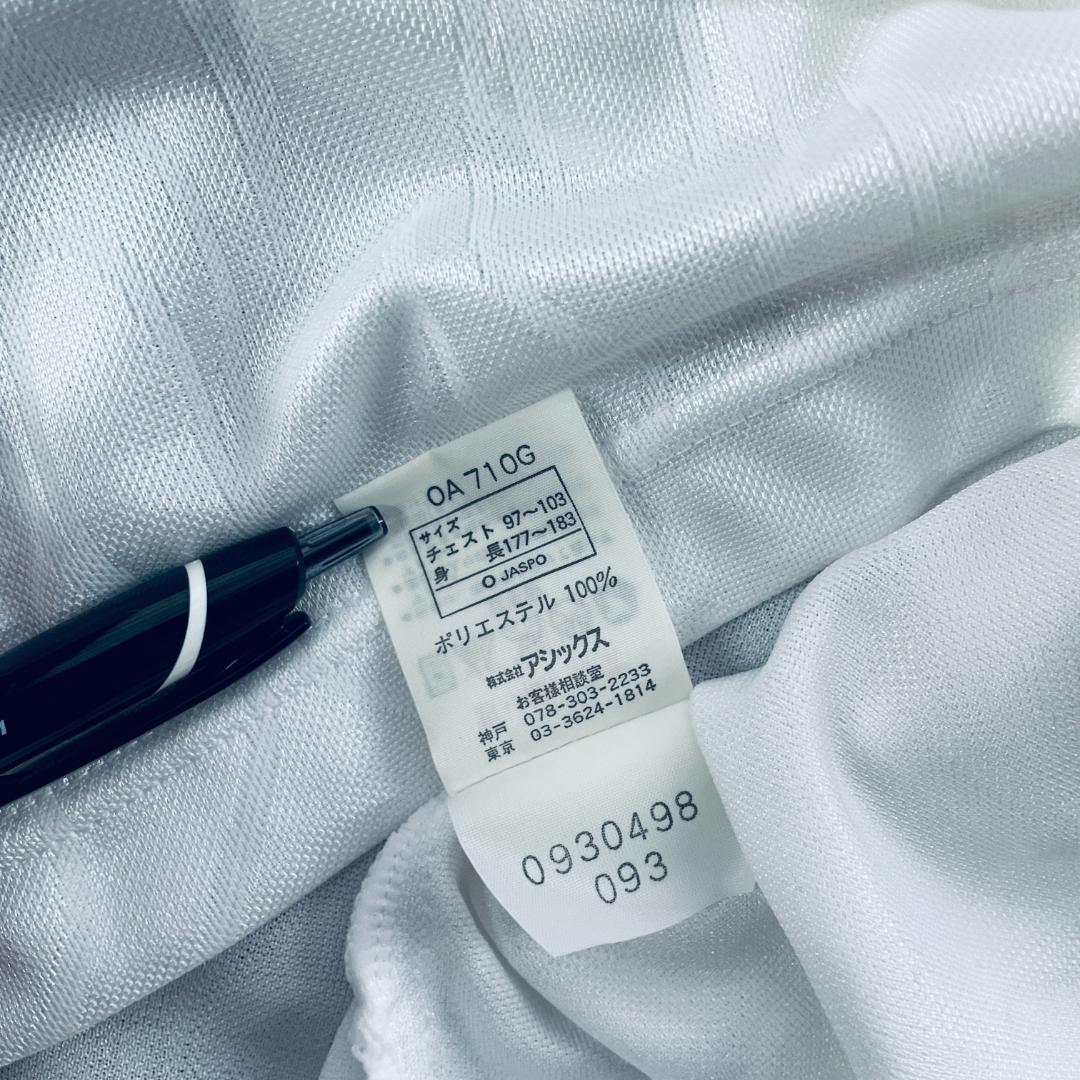 OA710G
サイズ
チェスト 97〜103
身 長177〜183
JASPO
ポリエステル 100%
株式会社アシックス
お客様相談室
神戸 078-303-2233
東京 03-3624-1814
0930498
093